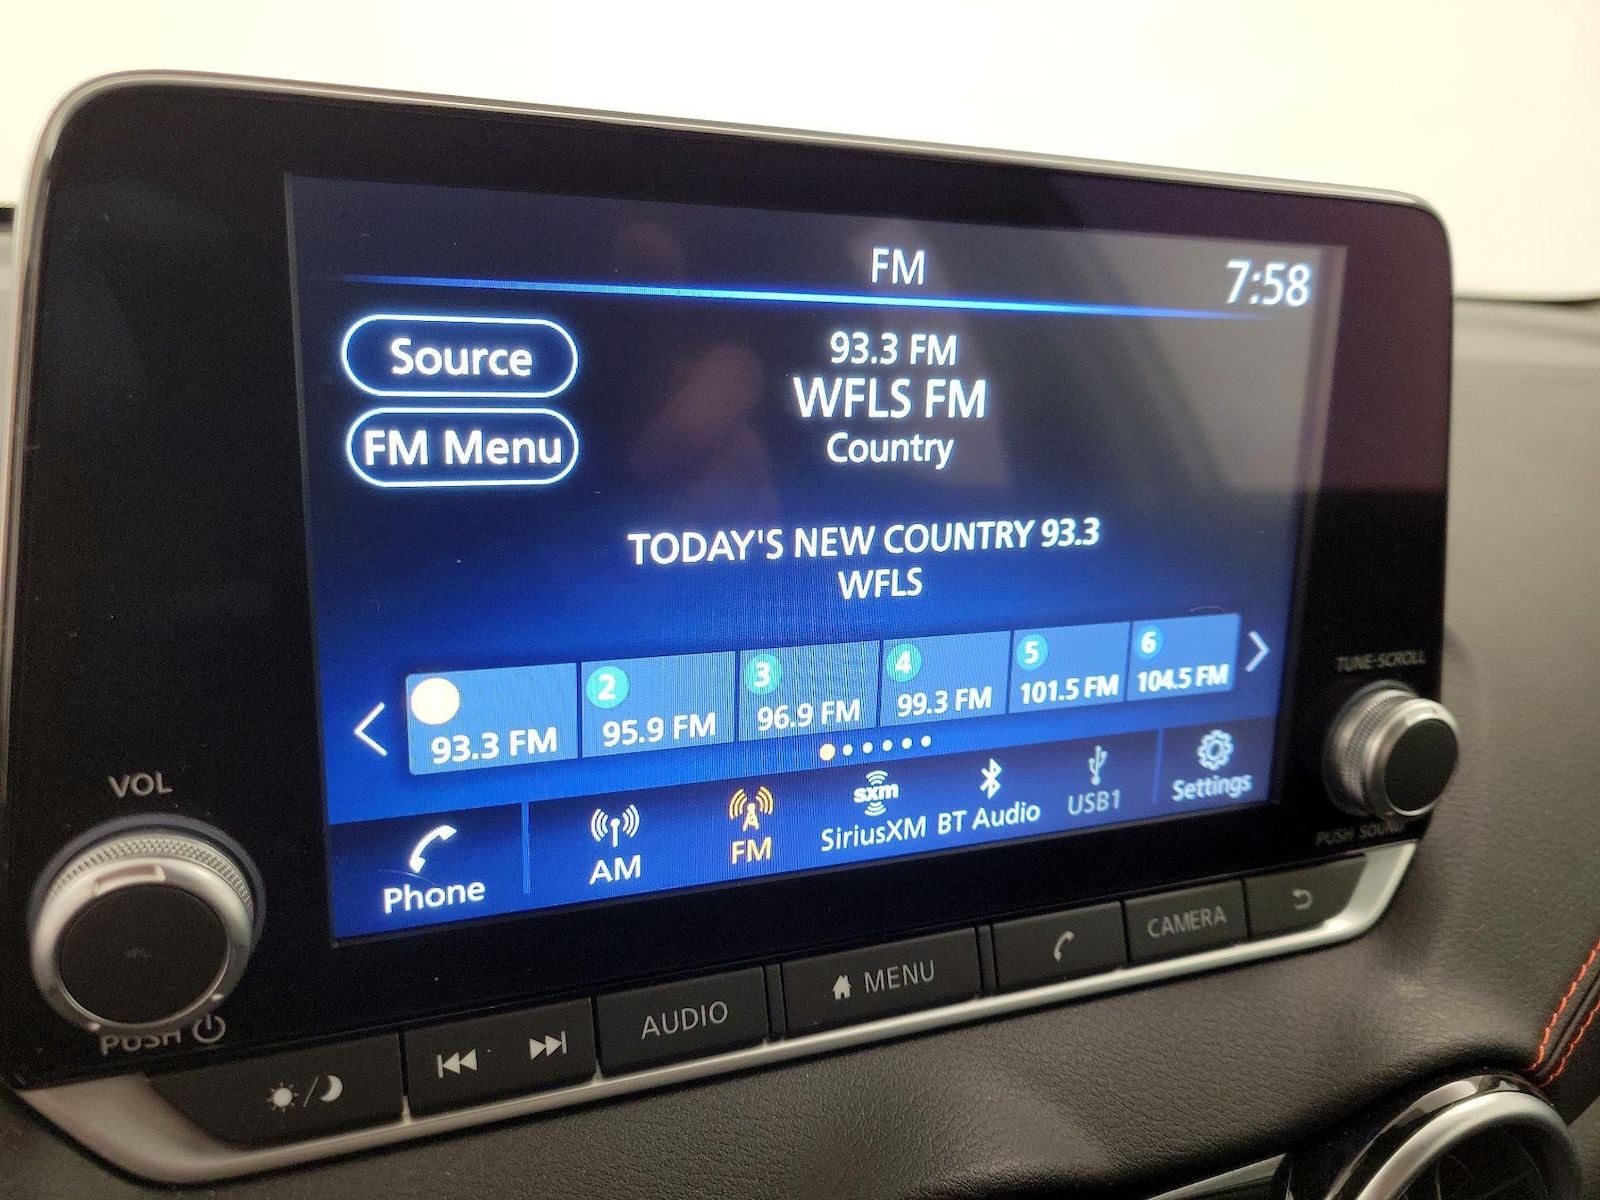 FM
7:58
Source
93.3 FM
WFLS FM
Country
FM Menu
TODAY'S NEW COUNTRY 93.3
WFLS
93.3 FM
2
95.9 FM
3
96.9 FM
4
99.3 FM
5
101.5 FM
6
104.5 FM
Phone
AM
FM
sxm
SiriusXM
BT Audio
USB1
Settings
VOL
PUSH
TUNE·SCROLL
PUSH SOUND
AUDIO
MENU
CAMERA